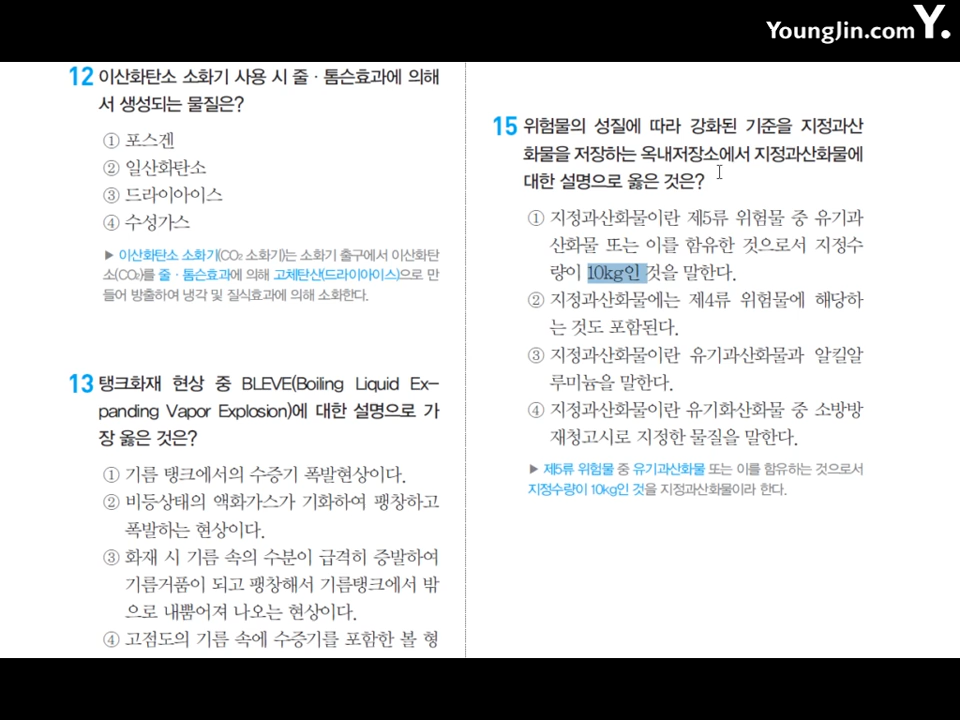 YoungJin.com Y.
12 이산화탄소 소화기 사용 시 줄·톰슨효과에 의해
서 생성되는 물질은?
① 포스겐
② 일산화탄소
③ 드라이아이스
④ 수성가스
▶ 이산화탄소 소화기(CO₂ 소화기)는 소화기 출구에서 이산화탄
소(CO₂)를 줄·톰슨효과에 의해 고체탄산(드라이아이스)으로 만
들어 방출하여 냉각 및 질식효과에 의해 소화한다.
13 탱크화재 현상 중 BLEVE(Boiling Liquid Ex-
panding Vapor Explosion)에 대한 설명으로 가
장 옳은 것은?
① 기름 탱크에서의 수증기 폭발현상이다.
② 비등상태의 액화가스가 기화하여 팽창하고
폭발하는 현상이다.
③ 화재 시 기름 속의 수분이 급격히 증발하여
기름거품이 되고 팽창해서 기름탱크에서 밖
으로 내뿜어져 나오는 현상이다.
④ 고점도의 기름 속에 수증기를 포함한 볼 형
15 위험물의 성질에 따라 강화된 기준을 지정과산
화물을 저장하는 옥내저장소에서 지정과산화물에
대한 설명으로 옳은 것은?
① 지정과산화물이란 제5류 위험물 중 유기과
산화물 또는 이를 함유한 것으로서 지정수
량이 10kg인 것을 말한다.
② 지정과산화물에는 제4류 위험물에 해당하
는 것도 포함된다.
③ 지정과산화물이란 유기과산화물과 알킬알
루미늄을 말한다.
④ 지정과산화물이란 유기화산화물 중 소방방
재청고시로 지정한 물질을 말한다.
▶ 제5류 위험물 중 유기과산화물 또는 이를 함유하는 것으로서
지정수량이 10kg인 것을 지정과산화물이라 한다.